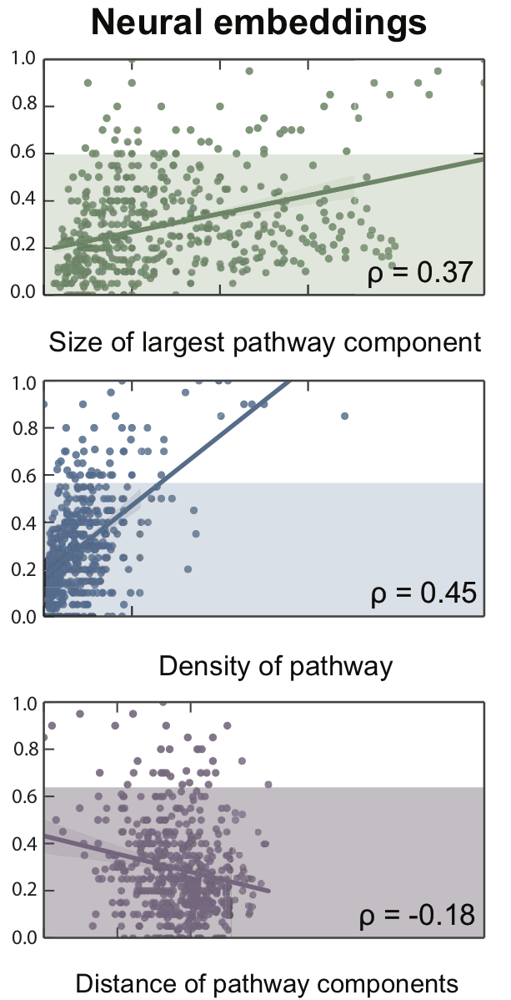 Neural embeddings
1.0
0.8
0.6
0.4
0.2
0.0
ρ = 0.37
Size of largest pathway component
1.0
0.8
0.6
0.4
0.2
0.0
ρ = 0.45
Density of pathway
1.0
0.8
0.6
0.4
0.2
0.0
ρ = -0.18
Distance of pathway components